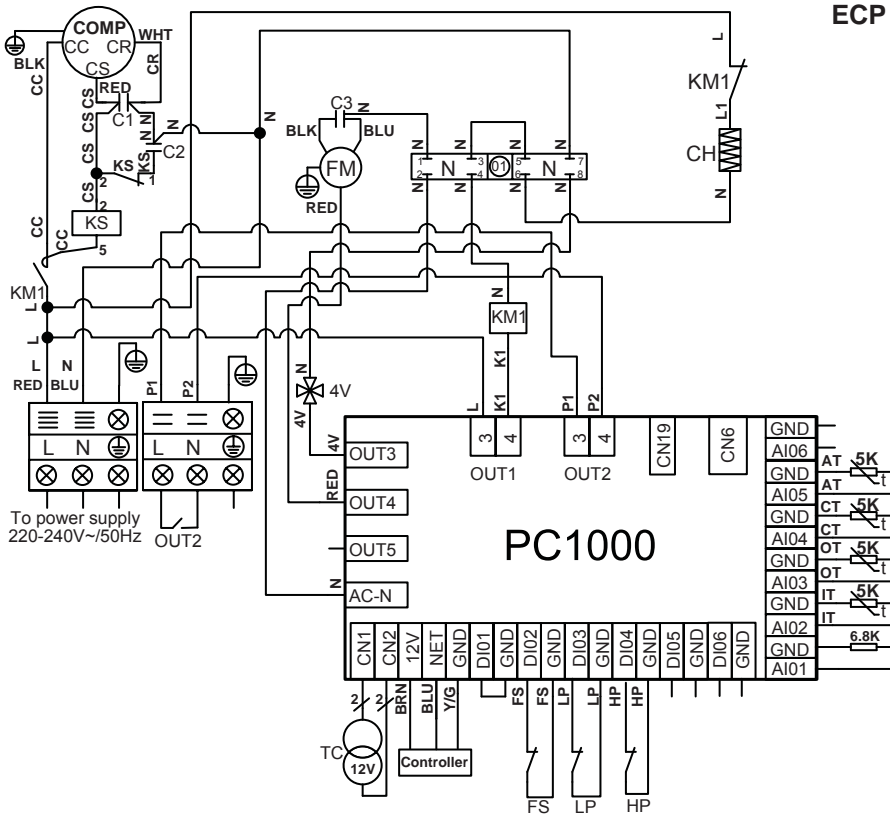 ECP
COMP
WHT
CC CR
CS
BLK
CC
CR
RED
CS
CS
C1
N
N
N
C2
N
CS
KS
KS
2
1
CS
2
KS
5
CC
CC
KM1
L
L
L N
RED BLU
P1
P2
L N
L N
To power supply
220-240V~/50Hz
OUT2
C3
N
BLK
BLU
FM
RED
N
N
N
N
1
3
5
7
N
01
N
2
4
6
8
N
N
N
N
L
KM1
L1
CH
N
N
KM1
K1
N
4V
4V
L
K1
P1
P2
3
4
3
4
OUT1
OUT2
CN19
CN6
4V
OUT3
RED
OUT4
OUT5
N
AC-N
PC1000
GND
AI06
GND
AT
5K
t
AI05
AT
GND
CT
5K
t
AI04
CT
GND
OT
5K
t
AI03
OT
GND
IT
5K
t
AI02
IT
GND
6.8K
AI01
CN1
CN2
12V
NET
GND
DI01
GND
DI02
GND
DI03
GND
DI04
GND
DI05
GND
DI06
GND
2
2
BRN
BLU
Y/G
FS
FS
LP
LP
HP
HP
TC
12V
Controller
FS
LP
HP